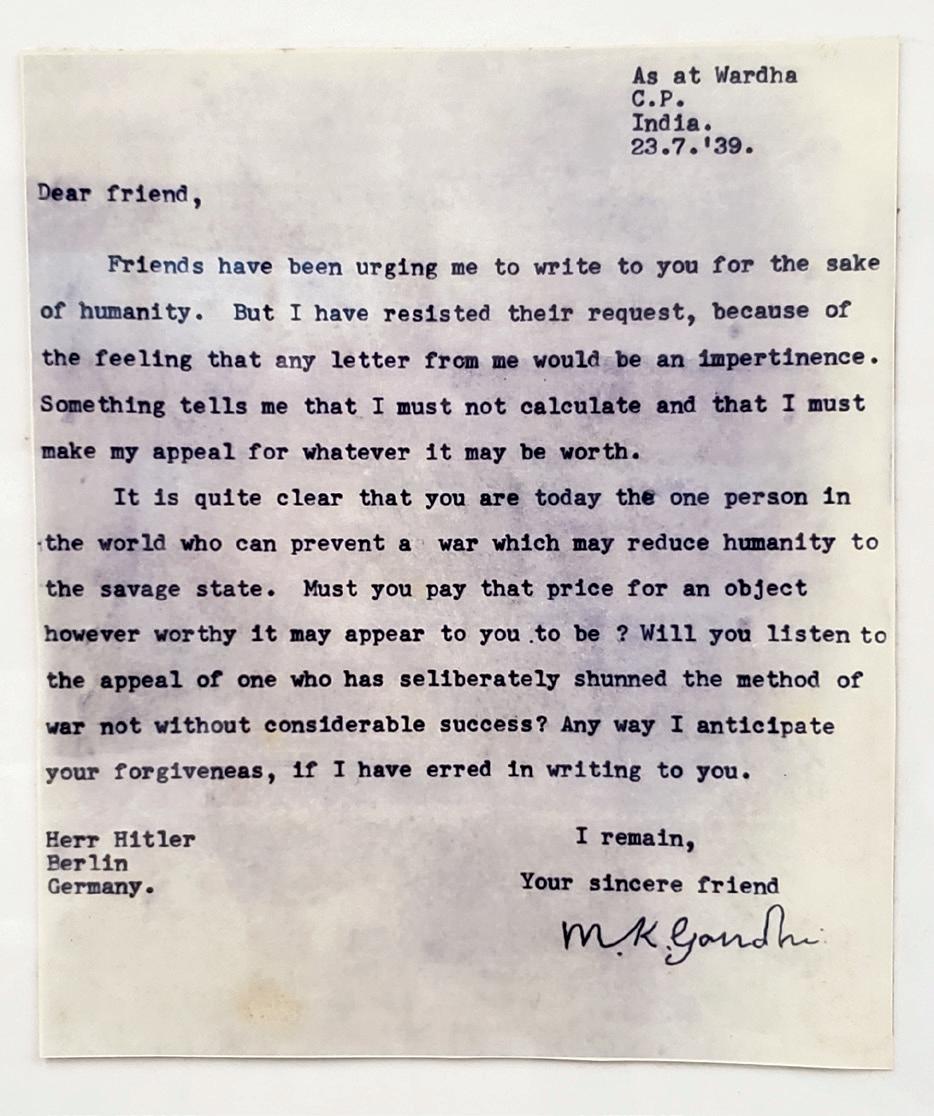 As at Wardha
C.P.
India.
23.7.'39.
Dear friend,
Friends have been urging me to write to you for the sake
of humanity. But I have resisted their request, because of
the feeling that any letter from me would be an impertinence.
Something tells me that I must not calculate and that I must
make my appeal for whatever it may be worth.
It is quite clear that you are today the one person in
the world who can prevent a war which may reduce humanity to
the savage state. Must you pay that price for an object
however worthy it may appear to you to be ? Will you listen to
the appeal of one who has seliberately shunned the method of
war not without considerable success? Any way I anticipate
your forgiveneas, if I have erred in writing to you.
Herr Hitler
Berlin
Germany.
I remain,
Your sincere friend
M.K.Gandhi